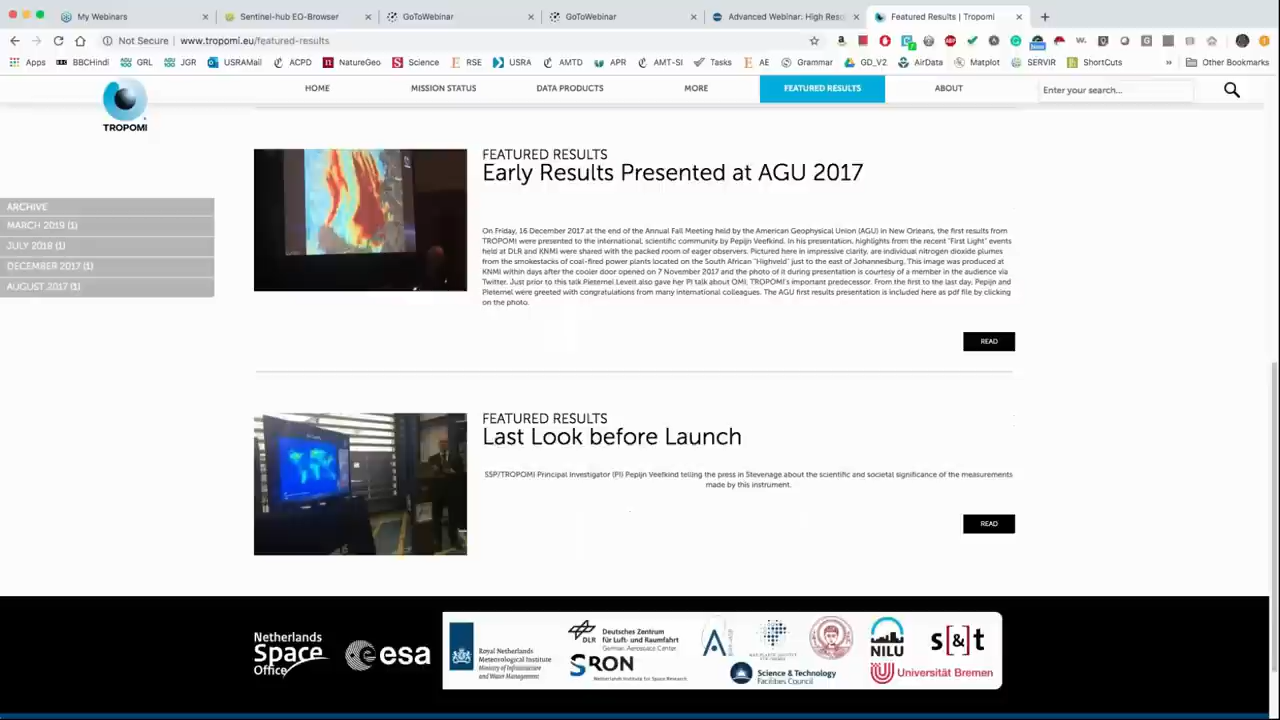 My Webinars
Sentinel-hub EO-Browser
GoToWebinar
GoToWebinar
Advanced Webinar: High Reso
Featured Results | Tropomi
Not Secure
www.tropomi.eu/featured-results
Apps
BBCHindi
GRL
JGR
USRAMail
ACPD
NatureGeo
Science
RSE
USRA
AMTD
APR
AMT-SI
Tasks
AE
Grammar
GD_V2
AirData
Matplot
SERVIR
ShortCuts
»
Other Bookmarks
TROPOMI
HOME
MISSION STATUS
DATA PRODUCTS
MORE
FEATURED RESULTS
ABOUT
Enter your search...
ARCHIVE
MARCH 2019 (1)
JULY 2018 (1)
DECEMBER 2017 (1)
AUGUST 2017 (1)
FEATURED RESULTS
Early Results Presented at AGU 2017
On Friday, 16 December 2017 at the end of the Annual Fall Meeting held by the American Geophysical Union (AGU) in New Orleans, the first results from
TROPOMI were presented to the international, scientific community by Pepijn Veefkind. In his presentation, highlights from the recent "First Light" events
held at DLR and KNMI were shared with the packed room of eager observers. Pictured here in impressive clarity, are individual nitrogen dioxide plumes
from the smokestacks of coal-fired power plants located on the South African "Highveld" just to the east of Johannesburg. This image was produced at
KNMI within days after the cooler door opened on 7 November 2017 and the photo of it during presentation is courtesy of a member in the audience via
Twitter. Just prior to this talk Pieternel Levelt also gave her PI talk about OMI, TROPOMI's important predecessor. From the first to the last day, Pepijn and
Pieternel were greeted with congratulations from many international colleagues. The AGU first results presentation is included here as pdf file by clicking
on the photo.
READ
FEATURED RESULTS
Last Look before Launch
S5P/TROPOMI Principal Investigator (PI) Pepijn Veefkind telling the press in Stevenage about the scientific and societal significance of the measurements
made by this instrument.
READ
Netherlands
Space
Office
esa
Royal Netherlands
Meteorological Institute
Ministry of Infrastructure
and Water Management
DLR
Deutsches Zentrum
für Luft- und Raumfahrt
German Aerospace Center
SRON
Netherlands Institute for Space Research
Science & Technology
Facilities Council
NILU
s[&]t
Universität Bremen